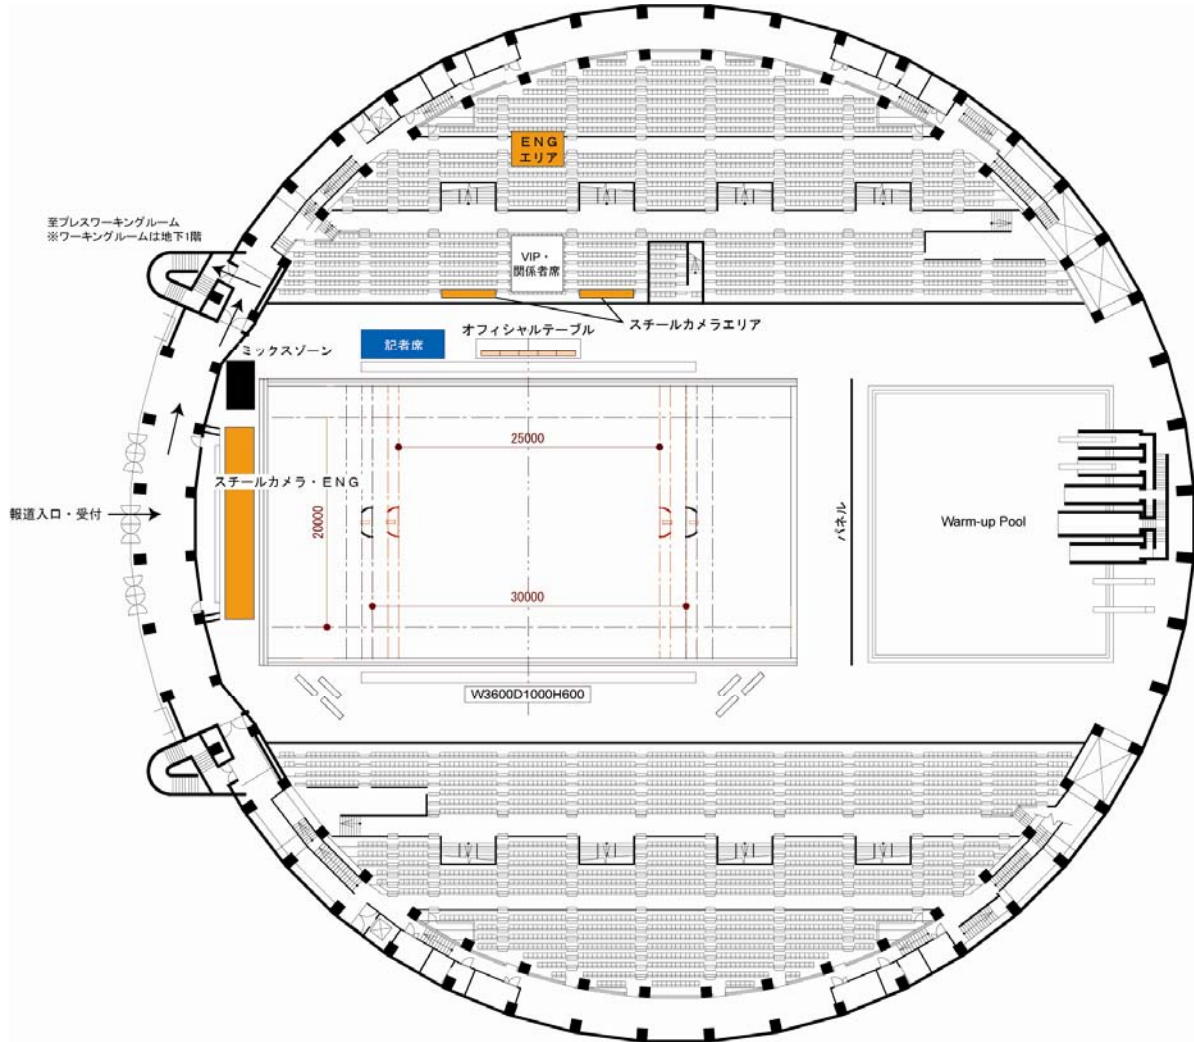 ENG
エリア
至プレスワーキングルーム
※ワーキングルームは地下1階
VIP・
関係者席
スチールカメラエリア
オフィシャルテーブル
記者席
ミックスゾーン
25000
スチールカメラ・ENG
20000
報道入口・受付
パネル
Warm-up Pool
30000
W3600D1000H600